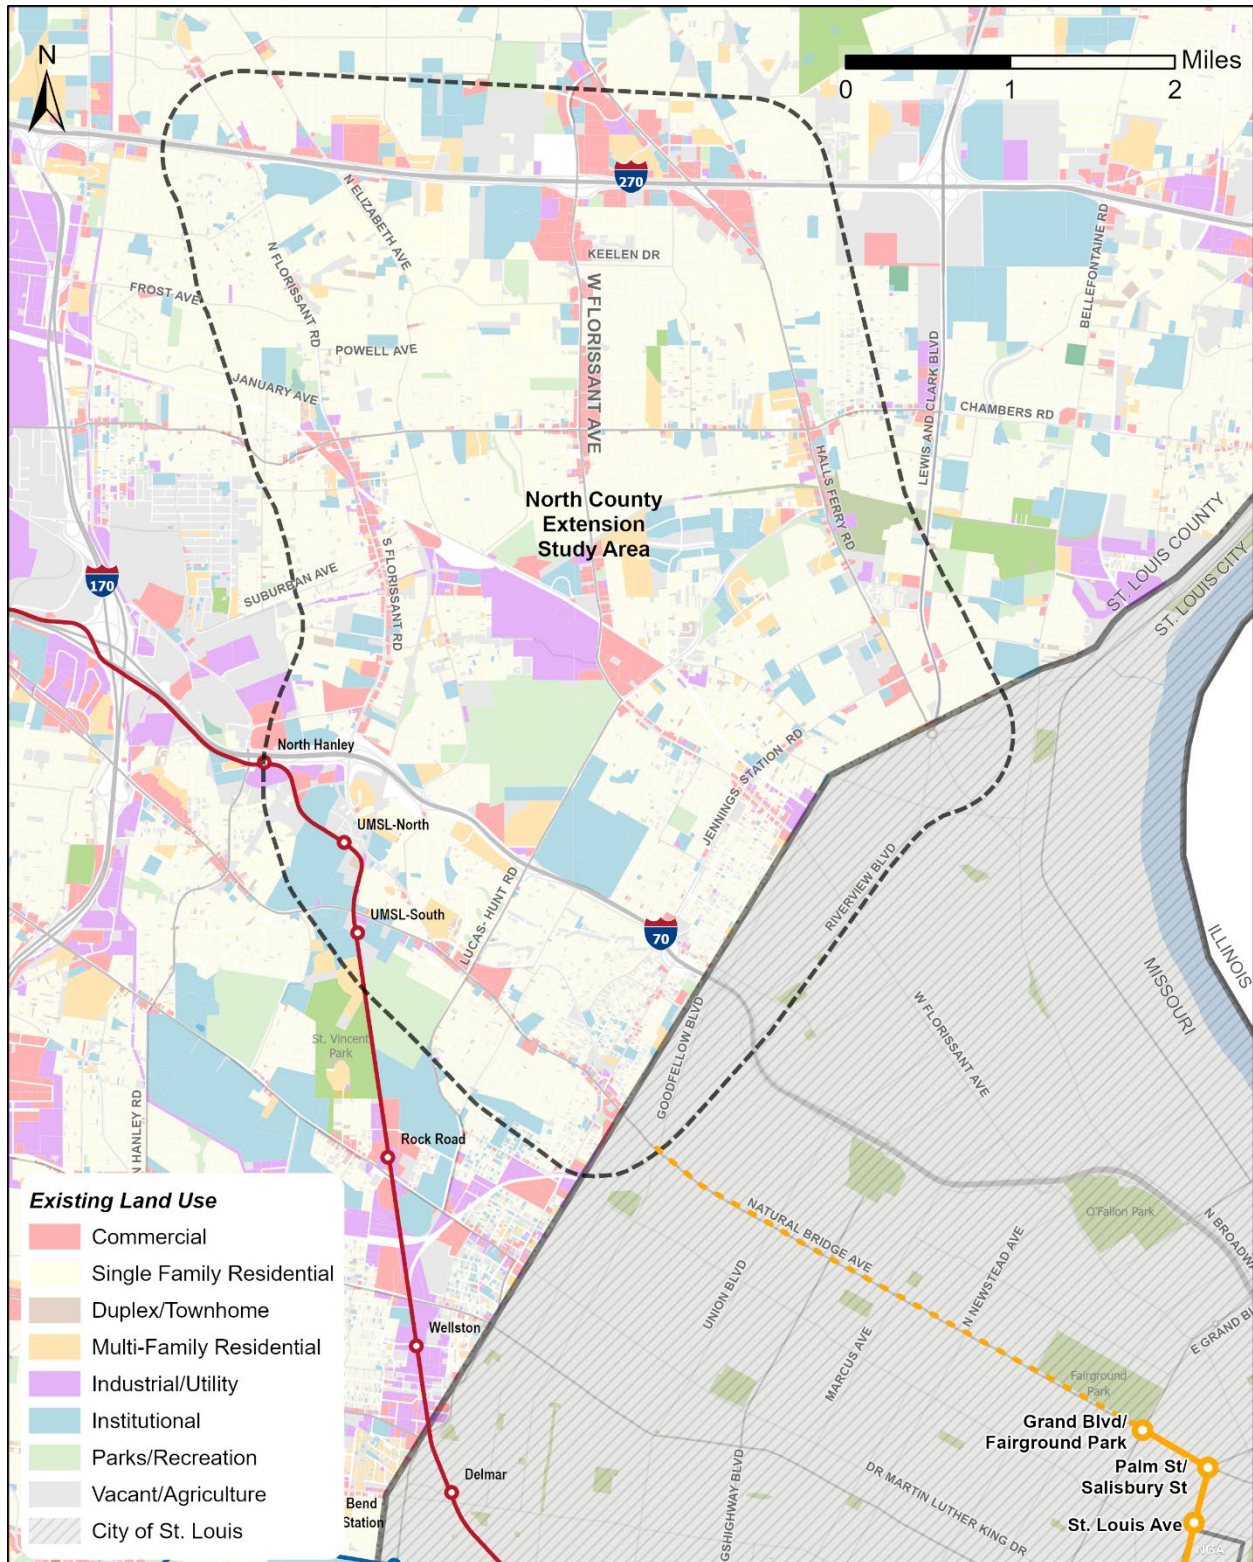 N
Miles
0
1
2
270
N ELIZABETH AVE
N FLORISSANT RD
KEELEN DR
FROST AVE
W FLORISSANT AVE
BELLEFONTAINE RD
POWELL AVE
JANUARY AVE
LEWIS AND CLARK BLVD
CHAMBERS RD
HALLS FERRY RD
North County
Extension
Study Area
S FLORISSANT RD
SUBURBAN AVE
170
ST. LOUIS COUNTY
ST. LOUIS CITY
North Hanley
JENNINGS STATION RD
UMSL-North
UMSL-South
LUCAS- HUNT RD
RIVERVIEW BLVD
70
ILLINOIS
MISSOURI
W FLORISSANT AVE
GOODFELLOW BLVD
St. Vincent
Park
N HANLEY RD
Rock Road
NATURAL BRIDGE AVE
O'Fallon Park
N BROADWA
N NEWSTEAD AVE
UNION BLVD
MARCUS AVE
E GRAND B
Wellston
Fairground
Park
Grand Blvd/
Fairground Park
Palm St/
Salisbury St
St. Louis Ave
NGA
DR MARTIN LUTHER KING DR
GSHIGHWAY BLVD
Delmar
Bend
Station
Existing Land Use
Commercial
Single Family Residential
Duplex/Townhome
Multi-Family Residential
Industrial/Utility
Institutional
Parks/Recreation
Vacant/Agriculture
City of St. Louis